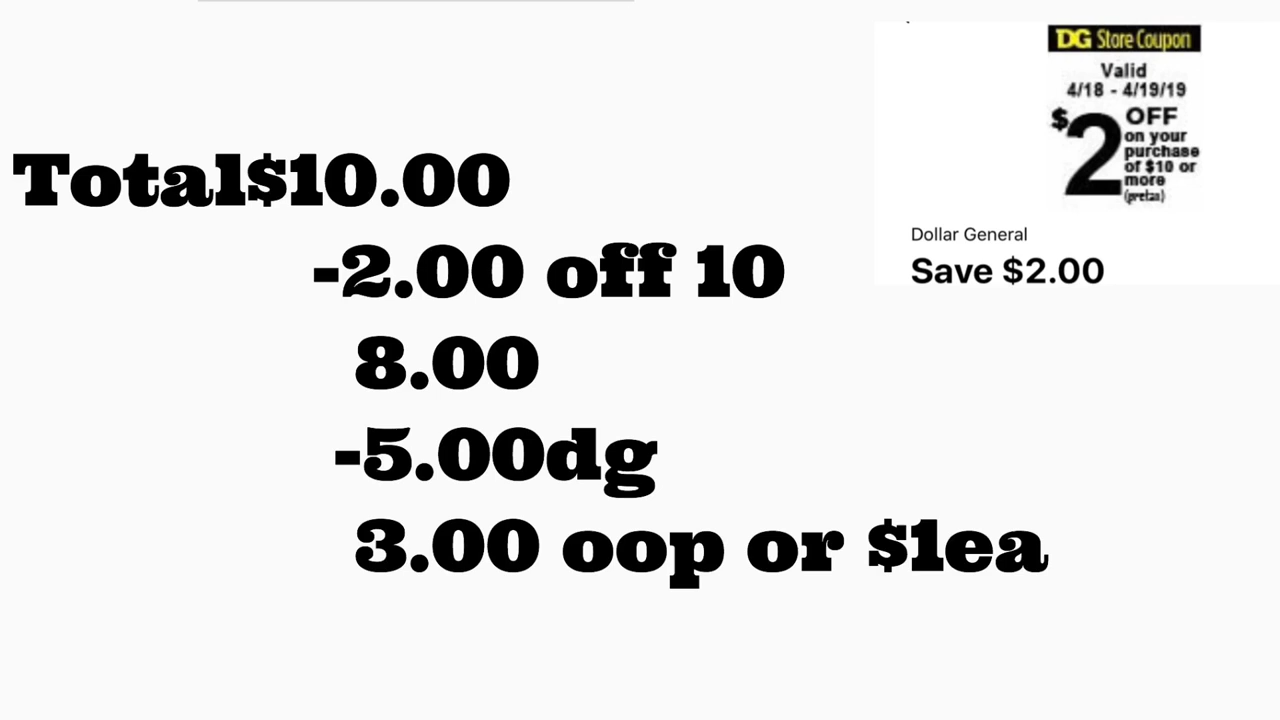 DG Store Coupon
Valid
4/18 - 4/19/19
$2 OFF
on your
purchase
of $10 or
more
(pretax)
Dollar General
Save $2.00
Total$10.00
-2.00 off 10
8.00
-5.00dg
3.00 oop or $1ea